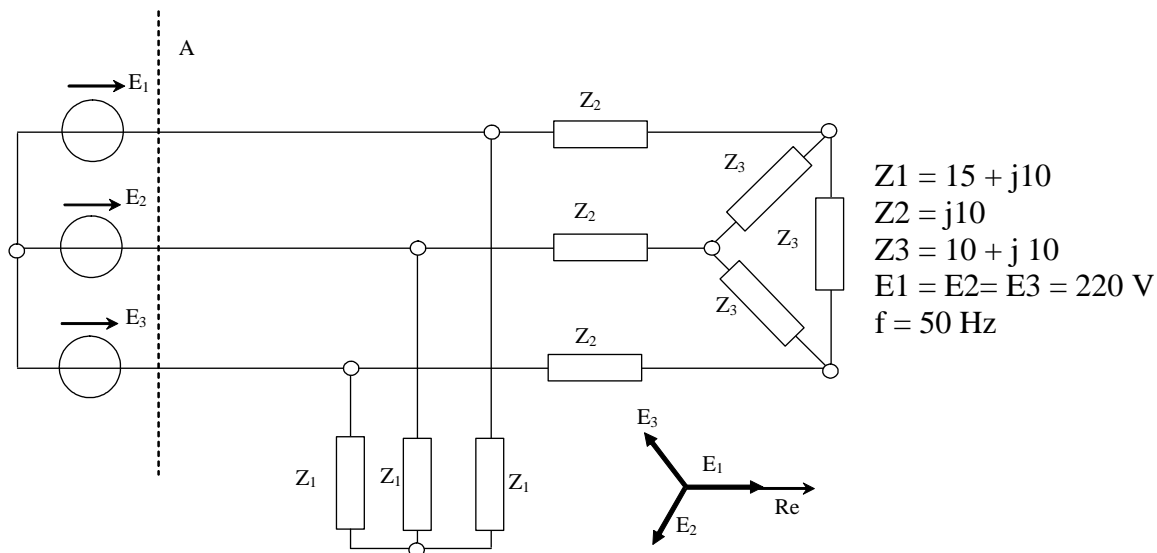 A
E₁
Z₂
Z₃
E₂
Z₂
Z₃
Z₃
E₃
Z₂
Z1 = 15 + j10
Z2 = j10
Z3 = 10 + j 10
E1 = E2= E3 = 220 V
f = 50 Hz
Z₁
Z₁
Z₁
E₃
E₁
Re
E₂